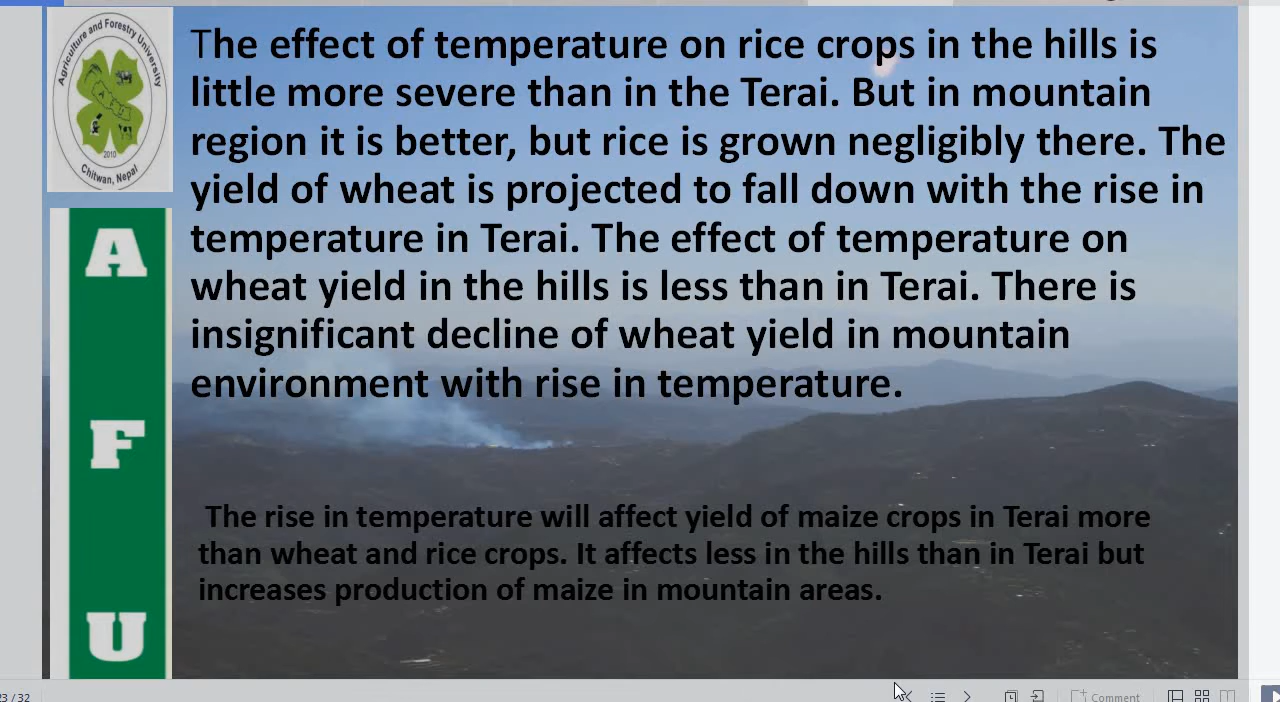 Agriculture and Forestry University
2010
Chitwan, Nepal
A
F
U
The effect of temperature on rice crops in the hills is
little more severe than in the Terai. But in mountain
region it is better, but rice is grown negligibly there. The
yield of wheat is projected to fall down with the rise in
temperature in Terai. The effect of temperature on
wheat yield in the hills is less than in Terai. There is
insignificant decline of wheat yield in mountain
environment with rise in temperature.
The rise in temperature will affect yield of maize crops in Terai more
than wheat and rice crops. It affects less in the hills than in Terai but
increases production of maize in mountain areas.
23 / 32
Comment